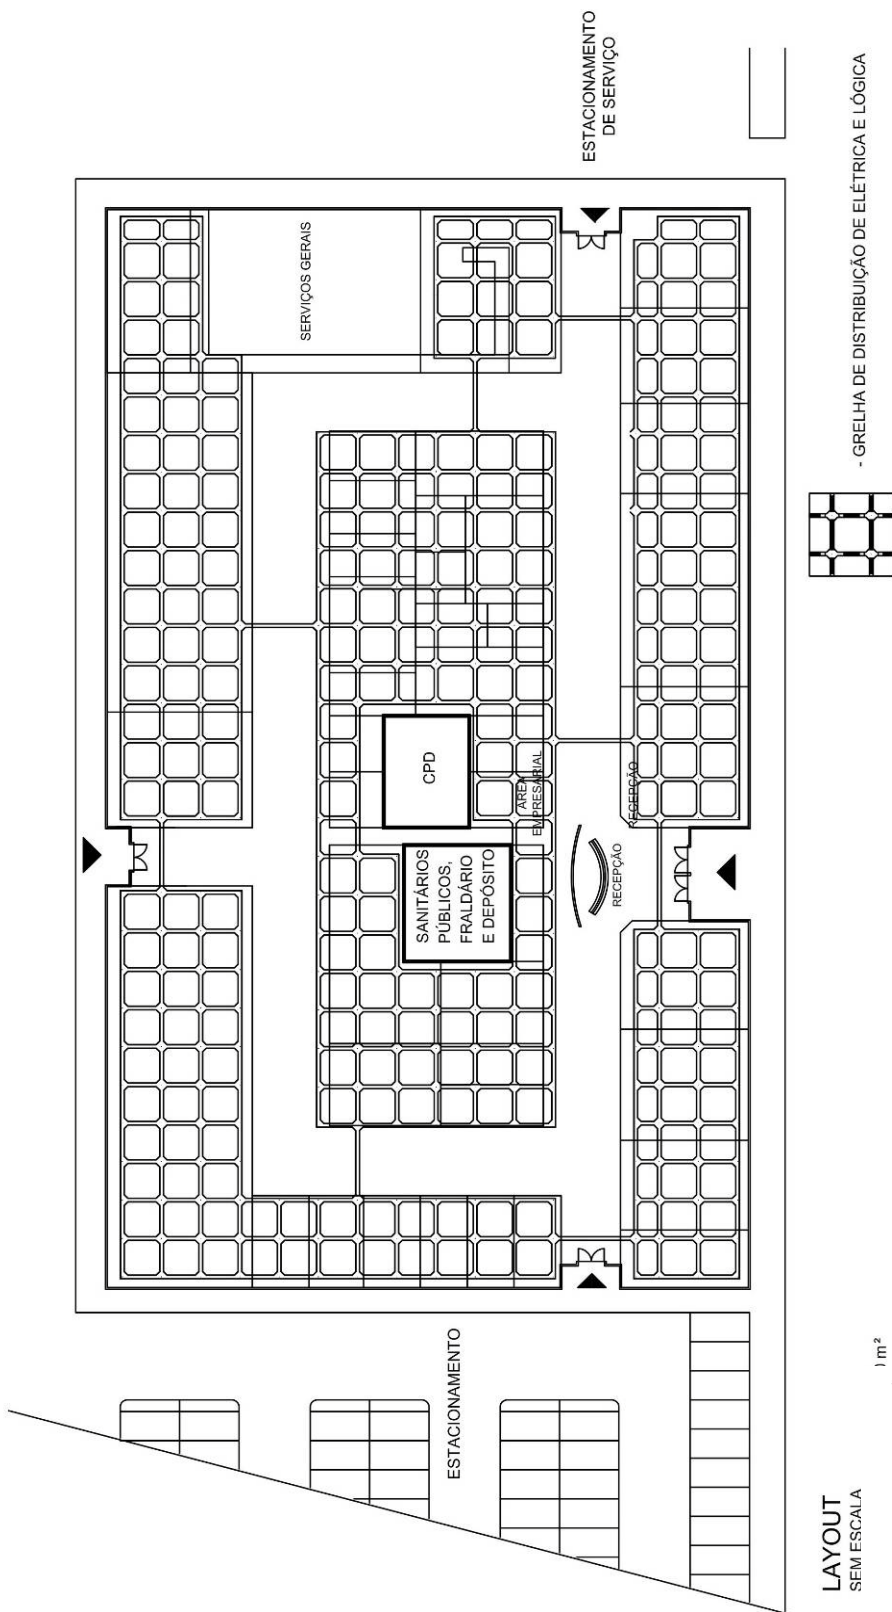 ESTACIONAMENTO
DE SERVIÇO
- GRELHA DE DISTRIBUIÇÃO DE ELÉTRICA E LÓGICA
SERVIÇOS GERAIS
CPD
ÁREA
EMPRESARIAL
RECEPÇÃO
SANITÁRIOS
PÚBLICOS,
FRALDÁRIO
E DEPÓSITO
RECEPÇÃO
ESTACIONAMENTO
m²
LAYOUT
SEM ESCALA